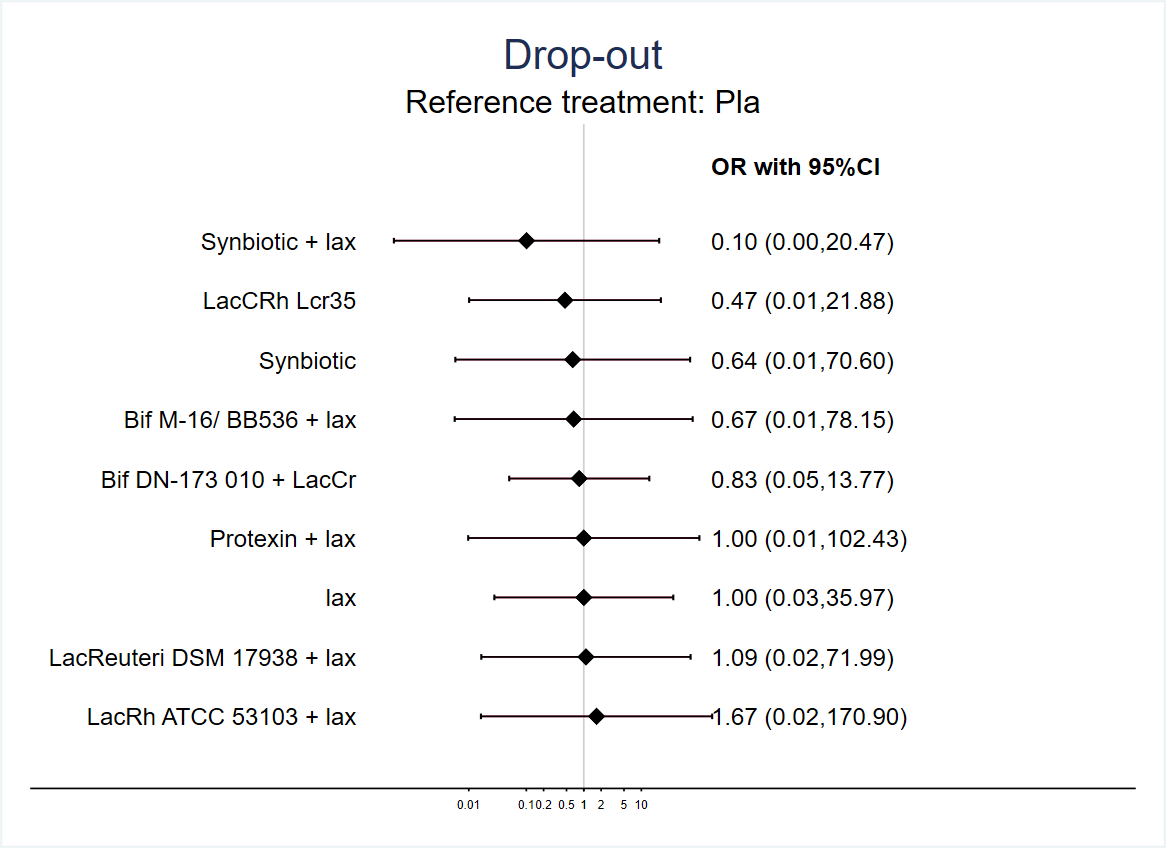 Drop-out
Reference treatment: Pla
OR with 95%CI
Synbiotic + lax 0.10 (0.00,20.47)
LacCRh Lcr35 0.47 (0.01,21.88)
Synbiotic 0.64 (0.01,70.60)
Bif M-16/ BB536 + lax 0.67 (0.01,78.15)
Bif DN-173 010 + LacCr 0.83 (0.05,13.77)
Protexin + lax 1.00 (0.01,102.43)
lax 1.00 (0.03,35.97)
LacReuteri DSM 17938 + lax 1.09 (0.02,71.99)
LacRh ATCC 53103 + lax 1.67 (0.02,170.90)
0.01 0.10 0.2 0.5 1 2 5 10